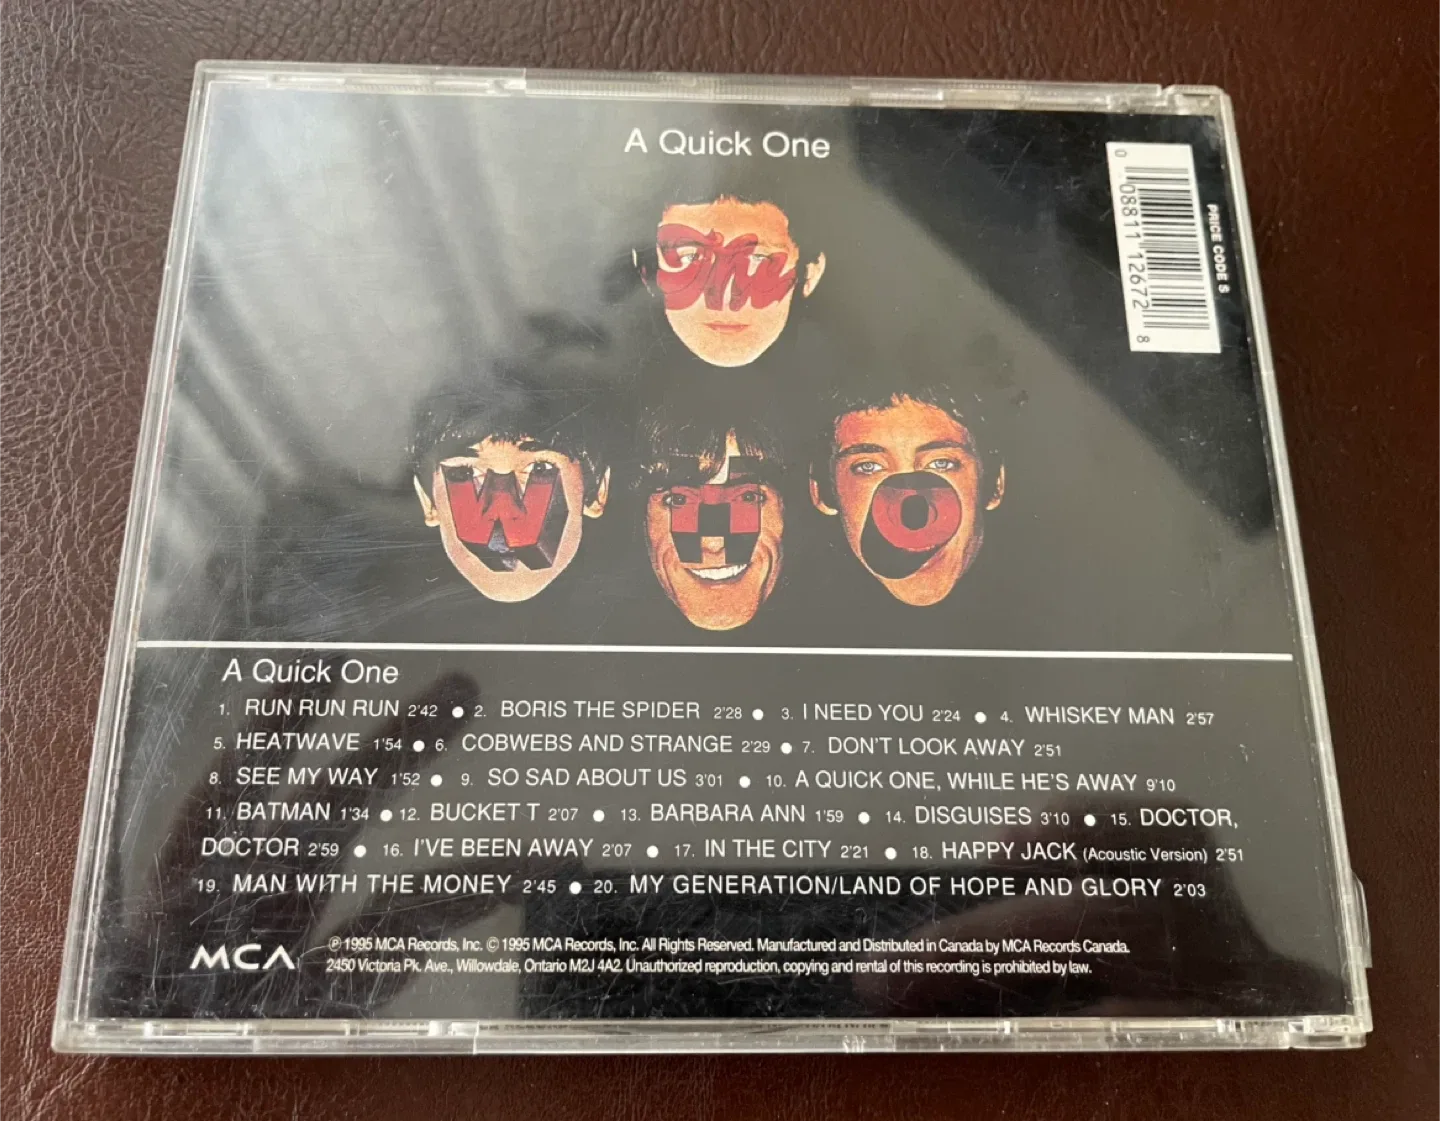 A Quick One
The
W H O
PRICE CODE S
0 08811 12672 8
A Quick One
1. RUN RUN RUN 2'42 ● 2. BORIS THE SPIDER 2'28 ● 3. I NEED YOU 2'24 ● 4. WHISKEY MAN 2'57
5. HEATWAVE 1'54 ● 6. COBWEBS AND STRANGE 2'29 ● 7. DON'T LOOK AWAY 2'51
8. SEE MY WAY 1'52 ● 9. SO SAD ABOUT US 3'01 ● 10. A QUICK ONE, WHILE HE'S AWAY 9'10
11. BATMAN 1'34 ● 12. BUCKET T 2'07 ● 13. BARBARA ANN 1'59 ● 14. DISGUISES 3'10 ● 15. DOCTOR,
DOCTOR 2'59 ● 16. I'VE BEEN AWAY 2'07 ● 17. IN THE CITY 2'21 ● 18. HAPPY JACK (Acoustic Version) 2'51
19. MAN WITH THE MONEY 2'45 ● 20. MY GENERATION/LAND OF HOPE AND GLORY 2'03
MCA ℗ 1995 MCA Records, Inc. © 1995 MCA Records, Inc. All Rights Reserved. Manufactured and Distributed in Canada by MCA Records Canada.
2450 Victoria Pk. Ave., Willowdale, Ontario M2J 4A2. Unauthorized reproduction, copying and rental of this recording is prohibited by law.